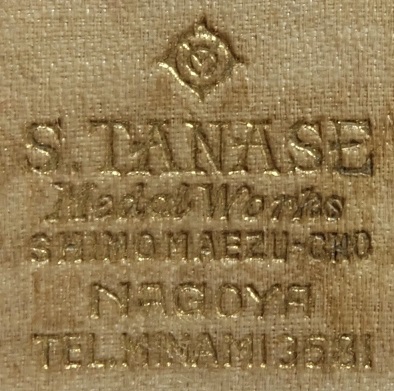 S. TANASE
Medal Works
SHIMOMAEZU-CHO
NAGOYA
TEL. MINAMI